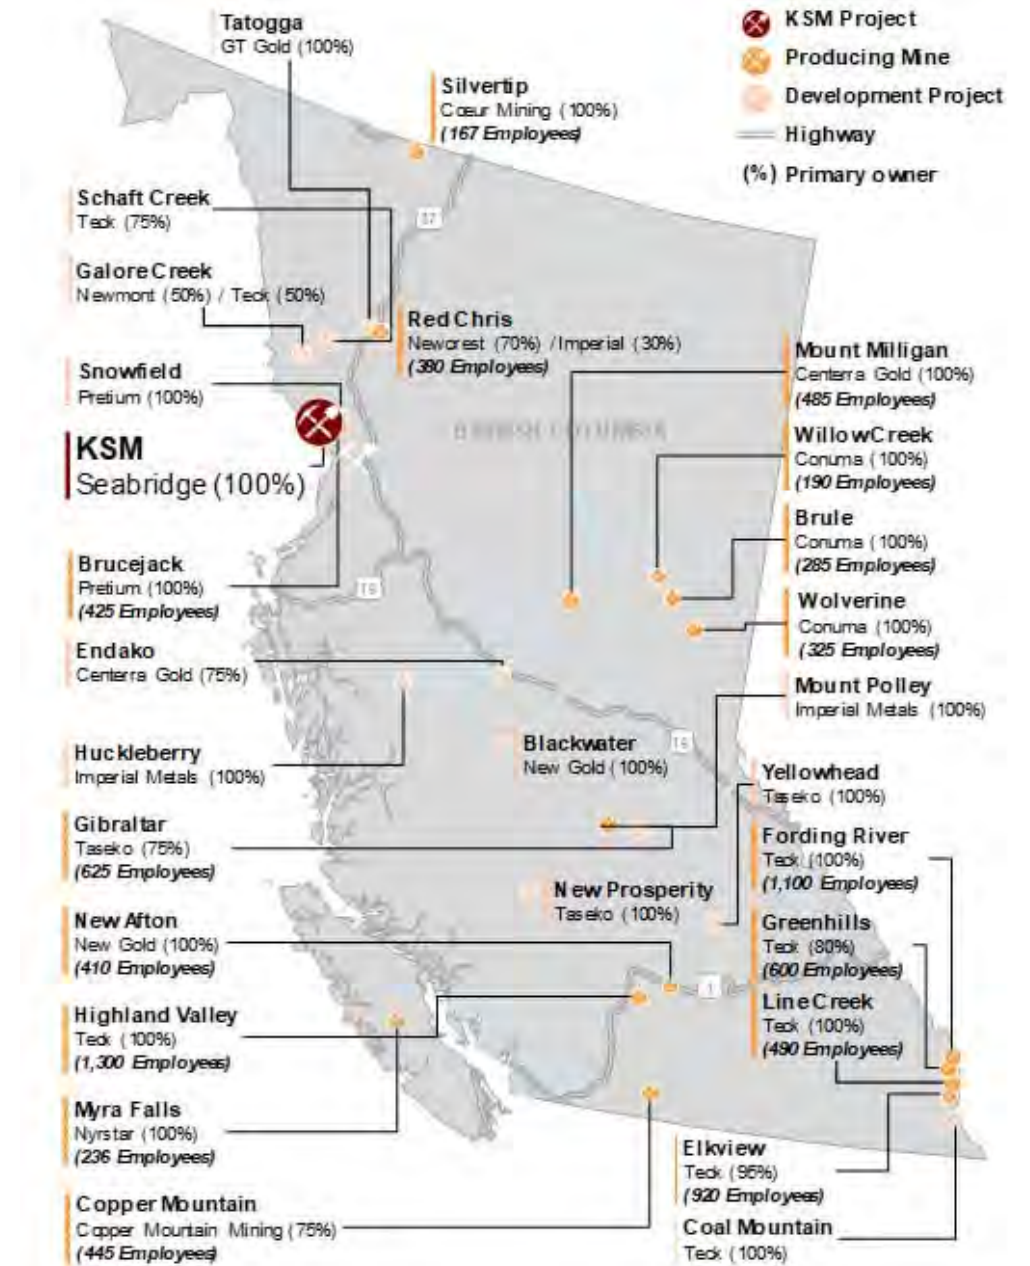 Tatogga
GT Gold (100%)
KSM Project
Producing Mine
Development Project
Highway
(%) Primary owner
Silvertip
Coeur Mining (100%)
(167 Employees)
Schaft Creek
Teck (75%)
37
Galore Creek
Newmont (50%) / Teck (50%)
Red Chris
Newcrest (70%) / Imperial (30%)
(380 Employees)
Snowfield
Pretium (100%)
KSM
Seabridge (100%)
BRITISH COLUMBIA
Mount Milligan
Centerra Gold (100%)
(485 Employees)
Willow Creek
Conuma (100%)
(190 Employees)
Brule
Conuma (100%)
(285 Employees)
Wolverine
Conuma (100%)
(325 Employees)
Mount Polley
Imperial Metals (100%)
Brucejack
Pretium (100%)
(425 Employees)
16
Endako
Centerra Gold (75%)
Huckleberry
Imperial Metals (100%)
Blackwater
New Gold (100%)
16
Yellowhead
Taseko (100%)
Gibraltar
Taseko (75%)
(625 Employees)
Fording River
Teck (100%)
(1,100 Employees)
New Prosperity
Taseko (100%)
New Afton
New Gold (100%)
(410 Employees)
Greenhills
Teck (80%)
(600 Employees)
1
Line Creek
Teck (100%)
(490 Employees)
Highland Valley
Teck (100%)
(1,300 Employees)
Myra Falls
Nyrstar (100%)
(236 Employees)
Elkview
Teck (95%)
(920 Employees)
Copper Mountain
Copper Mountain Mining (75%)
(445 Employees)
Coal Mountain
Teck (100%)